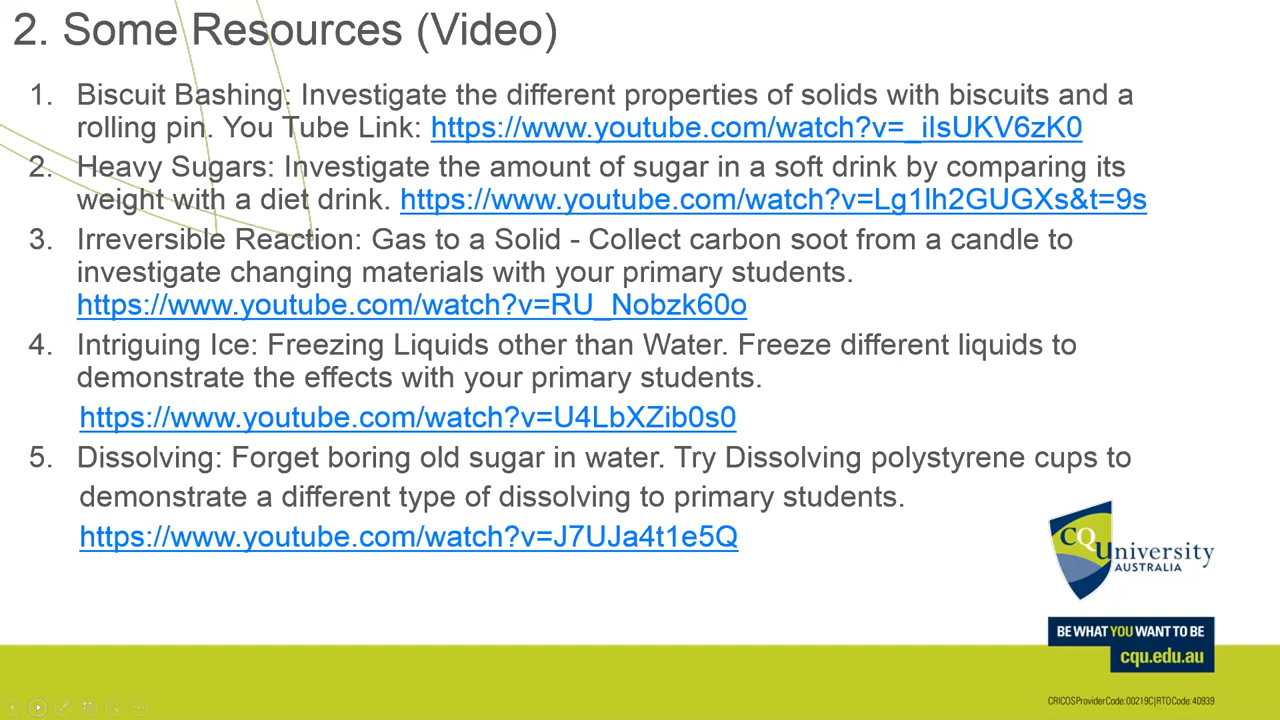 2. Some Resources (Video)
1. Biscuit Bashing: Investigate the different properties of solids with biscuits and a
rolling pin. You Tube Link: https://www.youtube.com/watch?v=_iIsUKV6zK0
2. Heavy Sugars: Investigate the amount of sugar in a soft drink by comparing its
weight with a diet drink. https://www.youtube.com/watch?v=Lg1lh2GUGXs&t=9s
3. Irreversible Reaction: Gas to a Solid - Collect carbon soot from a candle to
investigate changing materials with your primary students.
https://www.youtube.com/watch?v=RU_Nobzk60o
4. Intriguing Ice: Freezing Liquids other than Water. Freeze different liquids to
demonstrate the effects with your primary students.
https://www.youtube.com/watch?v=U4LbXZib0s0
5. Dissolving: Forget boring old sugar in water. Try Dissolving polystyrene cups to
demonstrate a different type of dissolving to primary students.
https://www.youtube.com/watch?v=J7UJa4t1e5Q
CQUniversity
AUSTRALIA
BE WHAT YOU WANT TO BE
cqu.edu.au
CRICOS Provider Code: 00219C | RTO Code: 40939